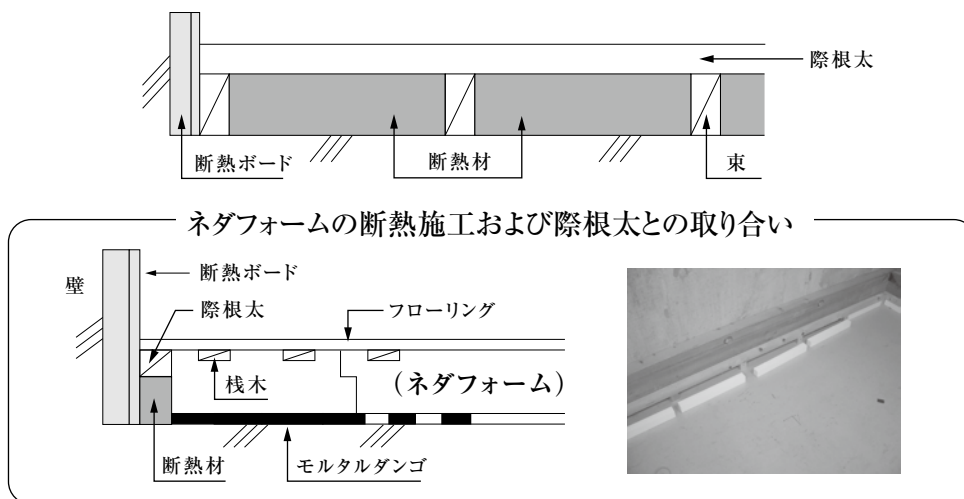 際根太
断熱ボード
断熱材
束
ネダフォームの断熱施工および際根太との取り合い
壁
断熱ボード
際根太
フローリング
桟木
(ネダフォーム)
断熱材
モルタルダンゴ